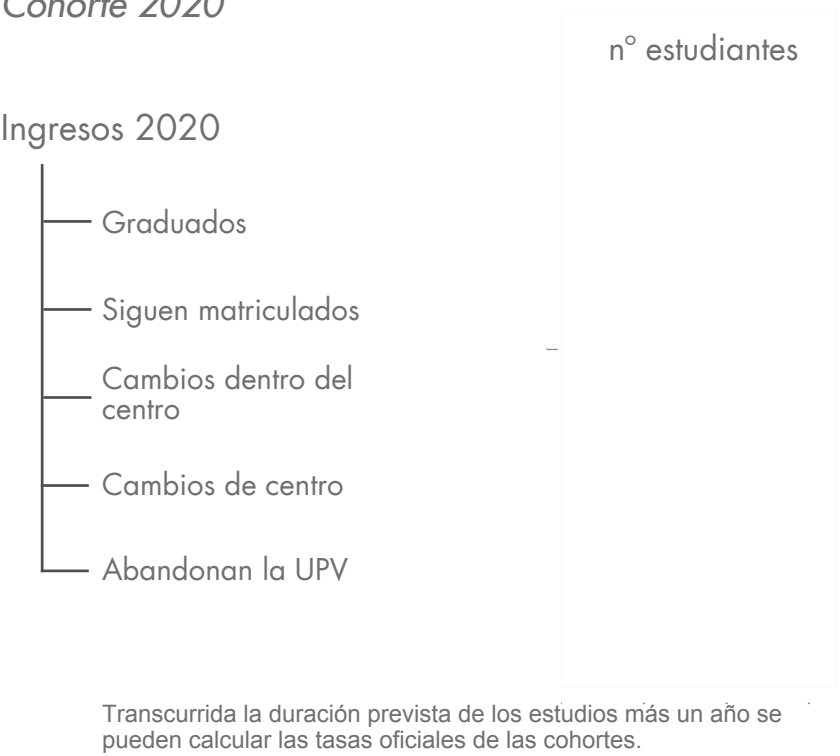 Cohorte 2020
nº estudiantes
Ingresos 2020
Graduados
Siguen matriculados
Cambios dentro del
centro
Cambios de centro
Abandonan la UPV
Transcurrida la duración prevista de los estudios más un año se
pueden calcular las tasas oficiales de las cohortes.